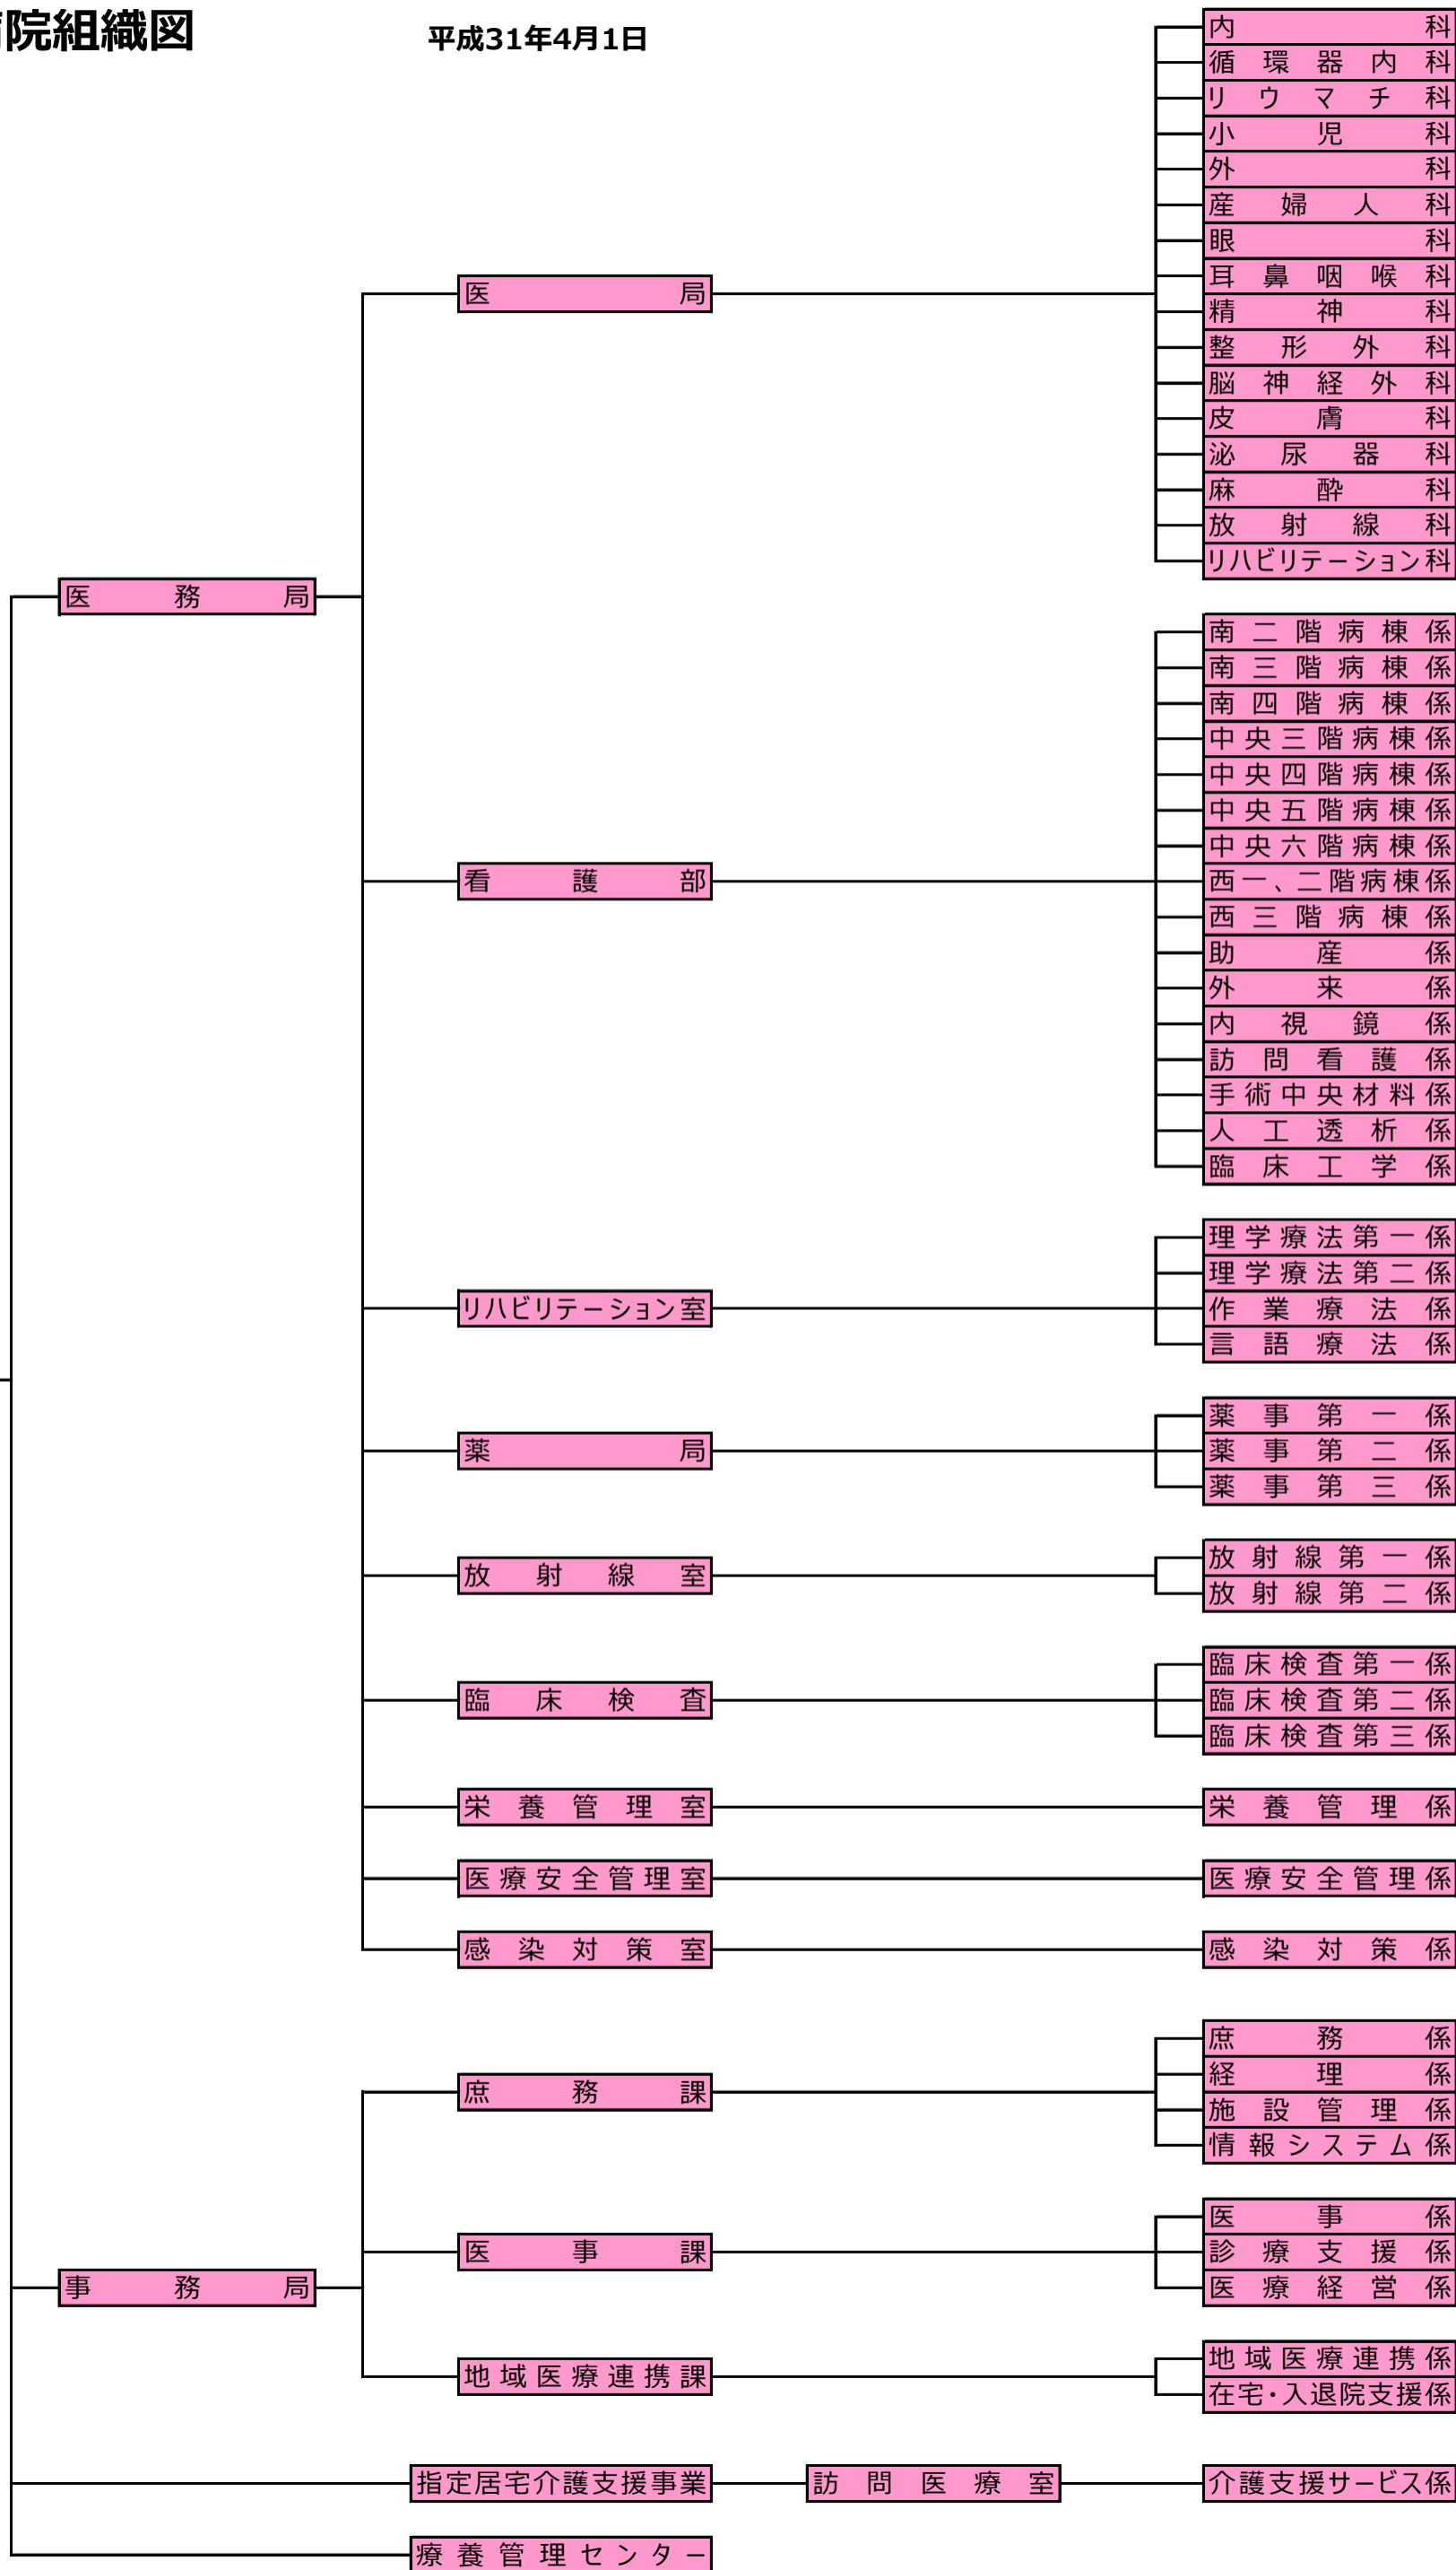 院組織図
平成31年4月1日
内科
循環器内科
リウマチ科
小児科
外科
産婦人科
眼科
耳鼻咽喉科
精神科
整形外科
脳神経外科
皮膚科
泌尿器科
麻酔科
放射線科
リハビリテーション科
医局
医務局
南二階病棟係
南三階病棟係
南四階病棟係
中央三階病棟係
中央四階病棟係
中央五階病棟係
中央六階病棟係
西一、二階病棟係
西三階病棟係
助産係
外来係
内視鏡係
訪問看護係
手術中央材料係
人工透析係
臨床工学係
看護部
理学療法第一係
理学療法第二係
作業療法係
言語療法係
リハビリテーション室
薬事第一係
薬事第二係
薬事第三係
薬局
放射線第一係
放射線第二係
放射線室
臨床検査第一係
臨床検査第二係
臨床検査第三係
臨床検査
栄養管理室
栄養管理係
医療安全管理室
医療安全管理係
感染対策室
感染対策係
庶務係
経理係
施設管理係
情報システム係
庶務課
医事係
診療支援係
医療経営係
医事課
事務局
地域医療連携係
在宅・入退院支援係
地域医療連携課
指定居宅介護支援事業
訪問医療室
介護支援サービス係
療養管理センター